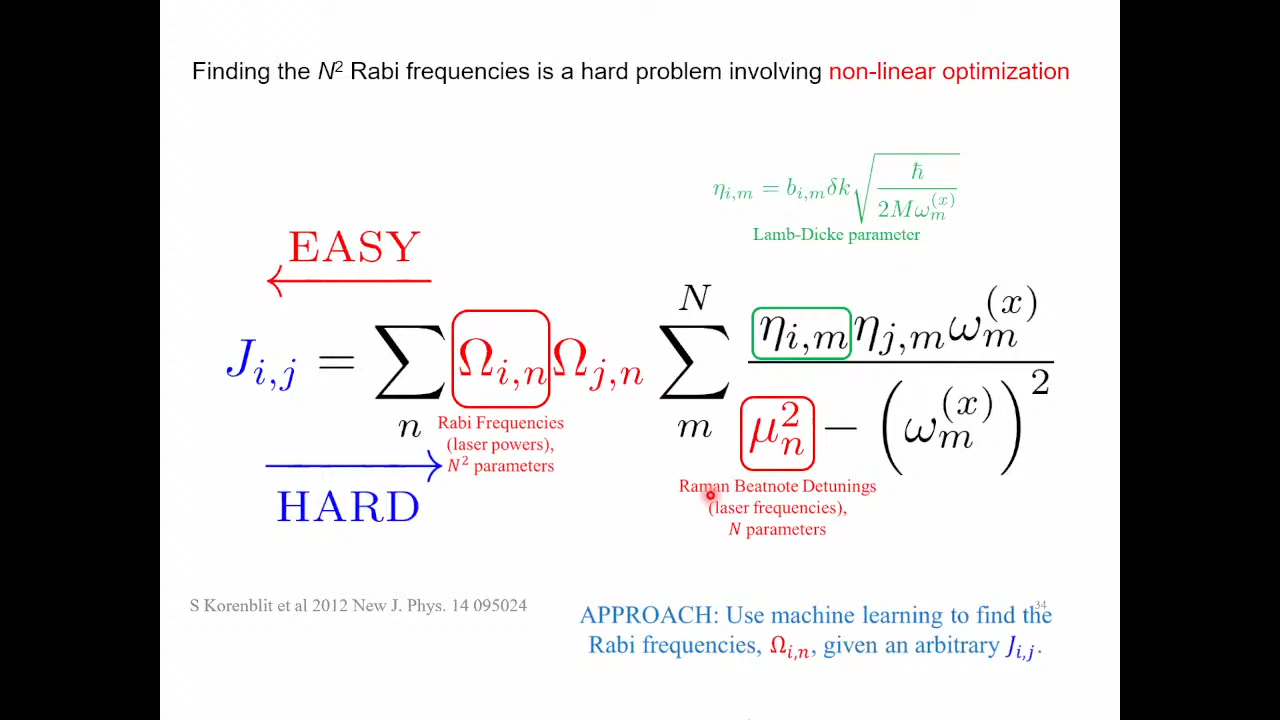 Finding the N² Rabi frequencies is a hard problem involving non-linear optimization
η_{i,m} = b_{i,m} δk √(ħ / 2Mω_m^{(x)})
Lamb-Dicke parameter
EASY
J_{i,j} = ∑_n Ω_{i,n} Ω_{j,n} ∑_m^N η_{i,m} η_{j,m} ω_m^{(x)} / (μ_n² − (ω_m^{(x)})²)
Rabi Frequencies
(laser powers),
N² parameters
HARD
Raman Beatnote Detunings
(laser frequencies),
N parameters
S Korenblit et al 2012 New J. Phys. 14 095024
34
APPROACH: Use machine learning to find the
Rabi frequencies, Ω_{i,n}, given an arbitrary J_{i,j}.